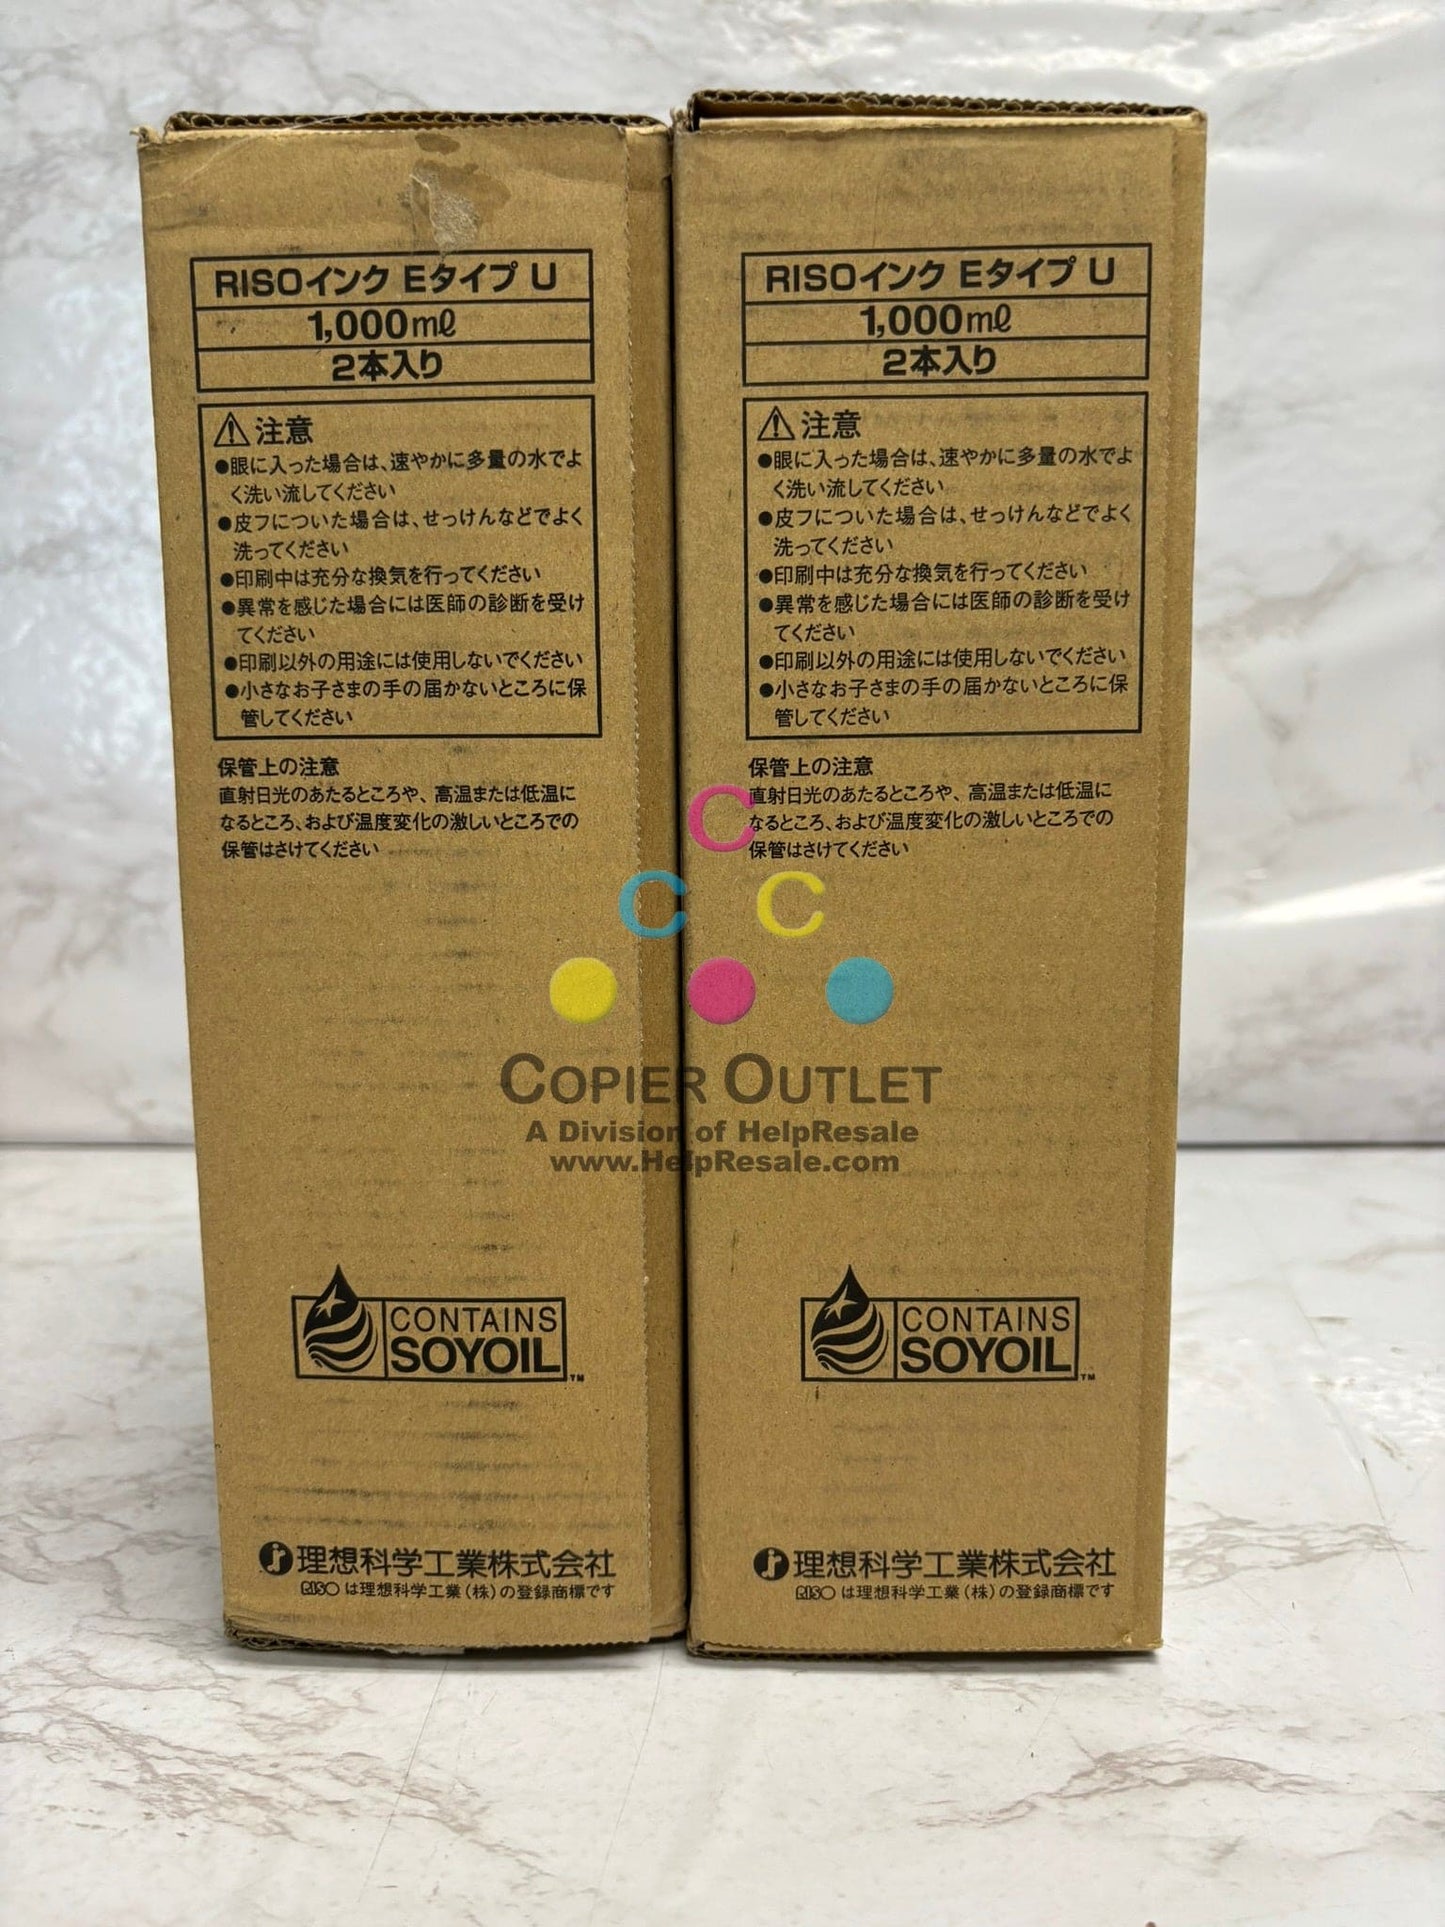 RISOインク Eタイプ U
1,000mℓ
2本入り
⚠注意
●眼に入った場合は、速やかに多量の水でよ
く洗い流してください
●皮フについた場合は、せっけんなどでよく
洗ってください
●印刷中は充分な換気を行ってください
●異常を感じた場合には医師の診断を受け
てください
●印刷以外の用途には使用しないでください
●小さなお子さまの手の届かないところに保
管してください
保管上の注意
直射日光のあたるところや、高温または低温に
なるところ、および温度変化の激しいところでの
保管はさけてください
CONTAINS
SOYOIL™
理想科学工業株式会社
RISO は理想科学工業(株)の登録商標です
RISOインク Eタイプ U
1,000mℓ
2本入り
⚠注意
●眼に入った場合は、速やかに多量の水でよ
く洗い流してください
●皮フについた場合は、せっけんなどでよく
洗ってください
●印刷中は充分な換気を行ってください
●異常を感じた場合には医師の診断を受け
てください
●印刷以外の用途には使用しないでください
●小さなお子さまの手の届かないところに保
管してください
保管上の注意
直射日光のあたるところや、高温または低温に
なるところ、および温度変化の激しいところでの
保管はさけてください
CONTAINS
SOYOIL™
理想科学工業株式会社
RISO は理想科学工業(株)の登録商標です
C
C C
COPIER OUTLET
A Division of HelpResale
www.HelpResale.com